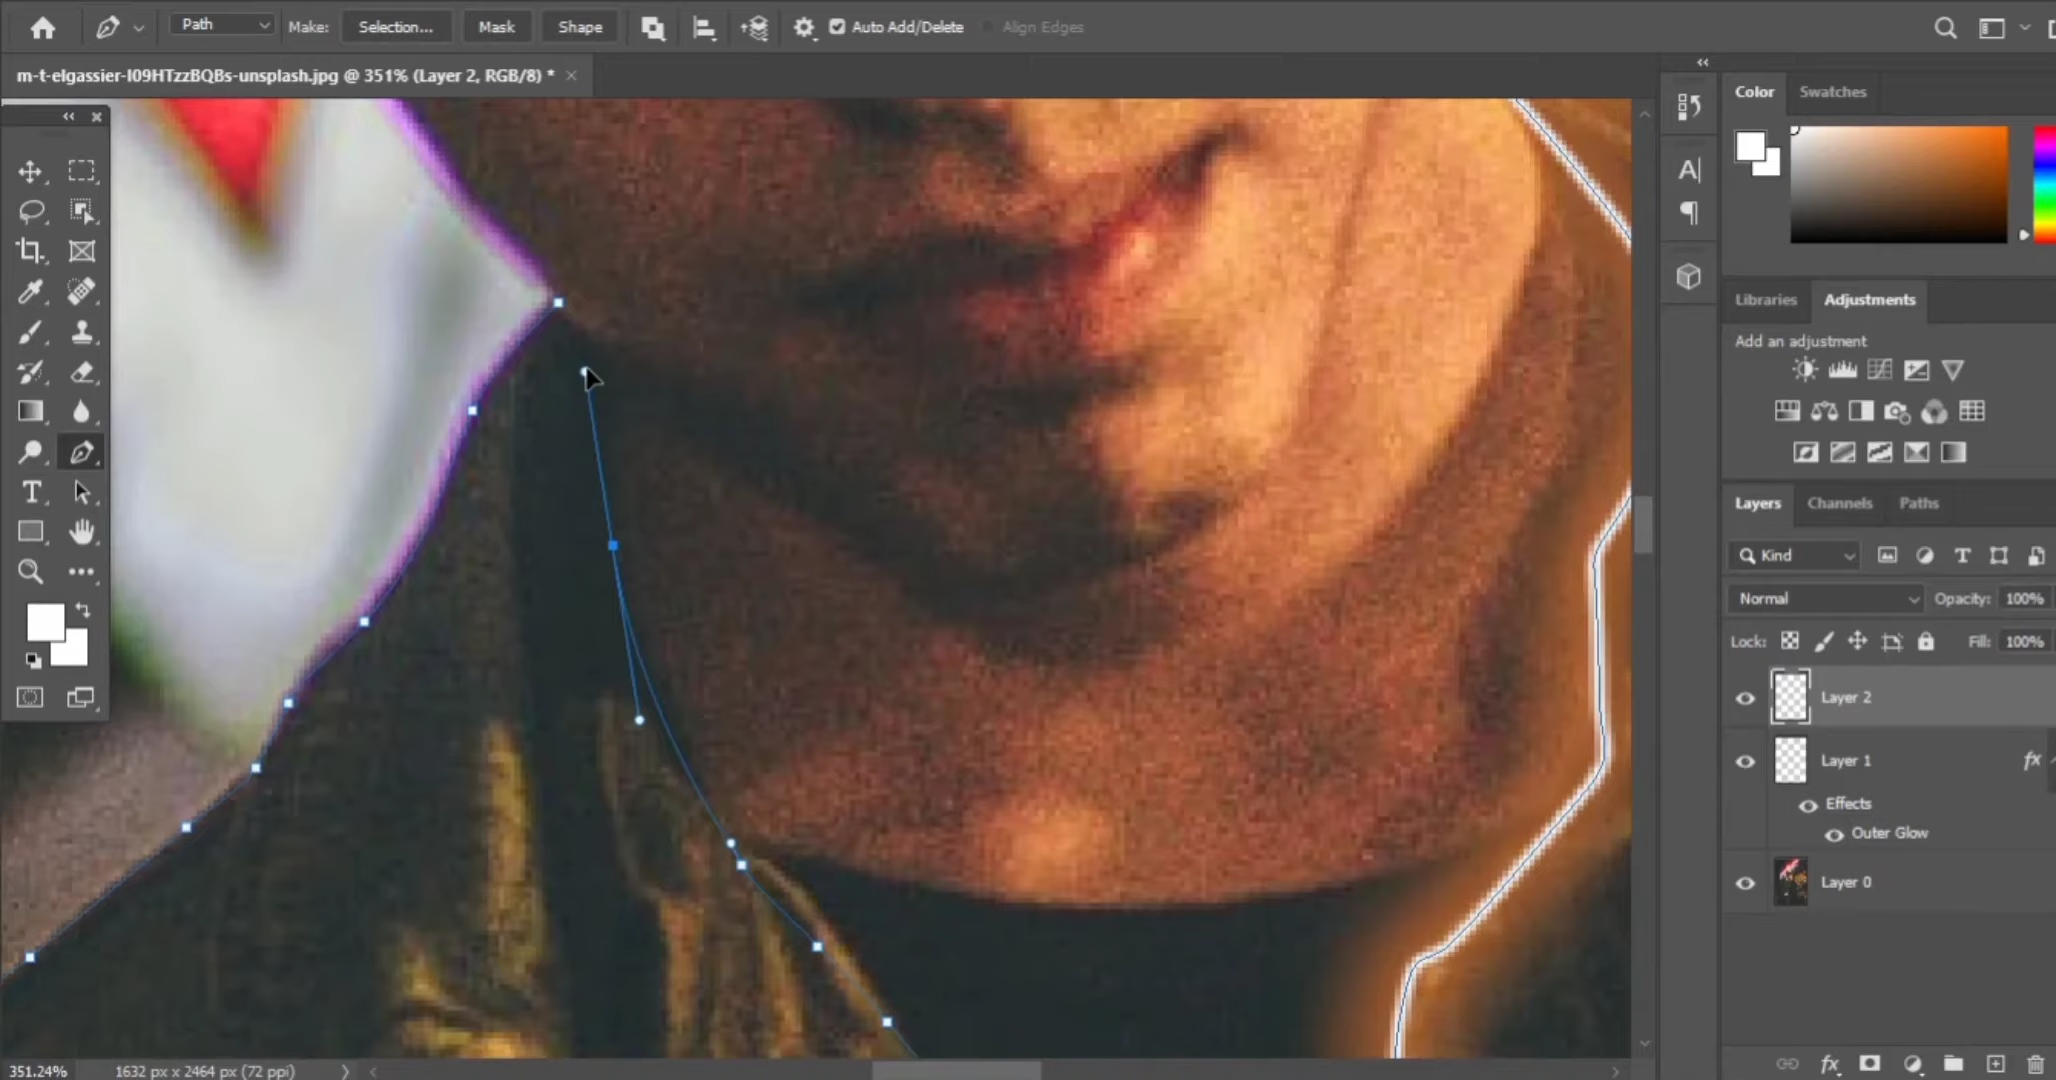 Path Make: Selection... Mask Shape Auto Add/Delete Align Edges
m-t-elgassier-I09HTzzBQBs-unsplash.jpg @ 351% (Layer 2, RGB/8) *
Color Swatches
Libraries Adjustments
Add an adjustment
Layers Channels Paths
Kind
Normal Opacity: 100%
Lock: Fill: 100%
Layer 2
Layer 1 fx
Effects
Outer Glow
Layer 0
351.24% 1632 px x 2464 px (72 ppi)